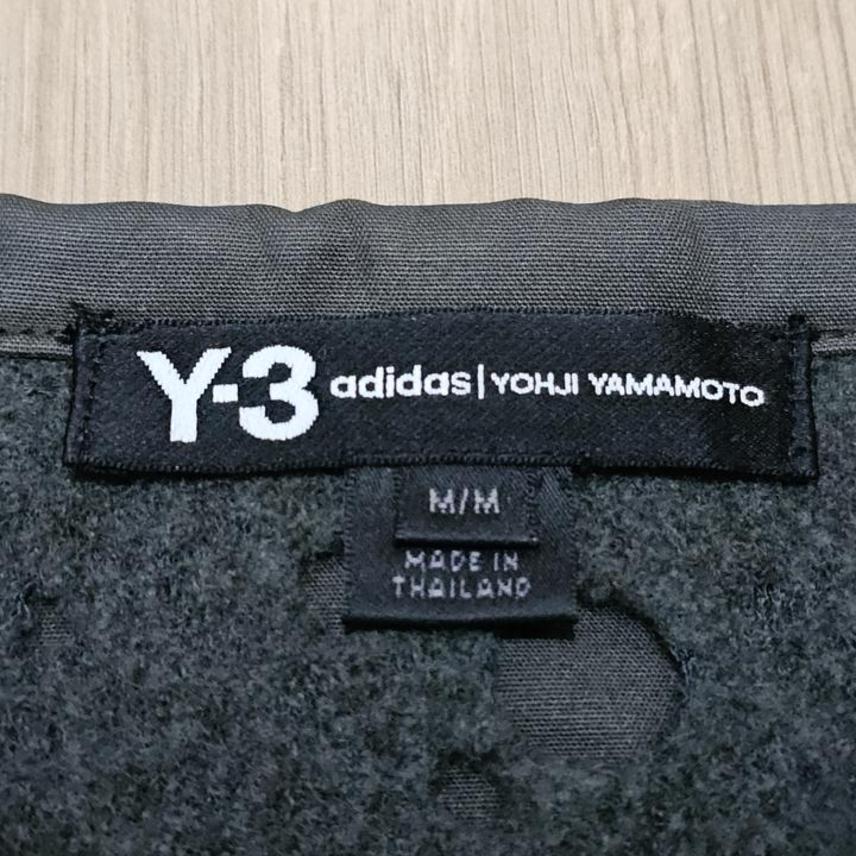 Y-3 adidas | YOHJI YAMAMOTO
M/M
MADE IN
THAILAND